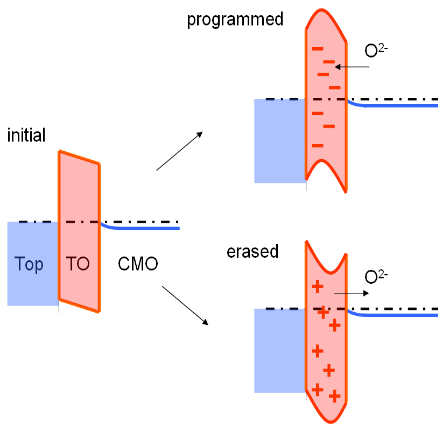 programmed
O²⁻
initial
Top TO CMO
erased
O²⁻